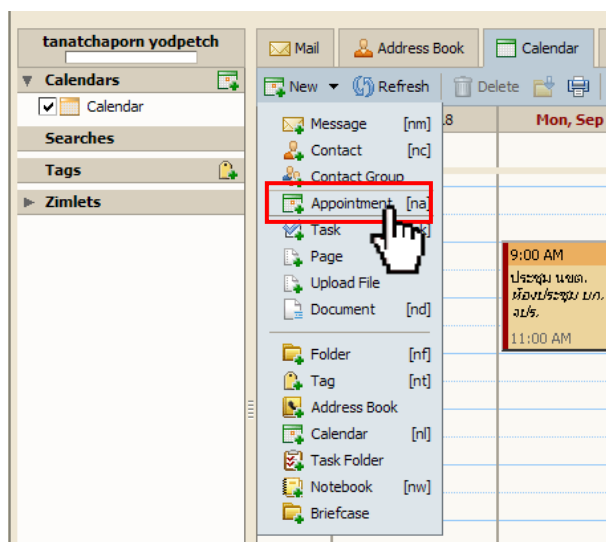 tanatchaporn yodpetch
Calendars
Calendar
Searches
Tags
Zimlets
Mail
Address Book
Calendar
New
Refresh
Delete
Message [nm]
Contact [nc]
Contact Group
Appointment [na]
Task
Page
Upload File
Document [nd]
Folder [nf]
Tag [nt]
Address Book
Calendar [nl]
Task Folder
Notebook [nw]
Briefcase
Mon, Sep
9:00 AM
ประชุม นขต.
ห้องประชุม บก.
11:00 AM